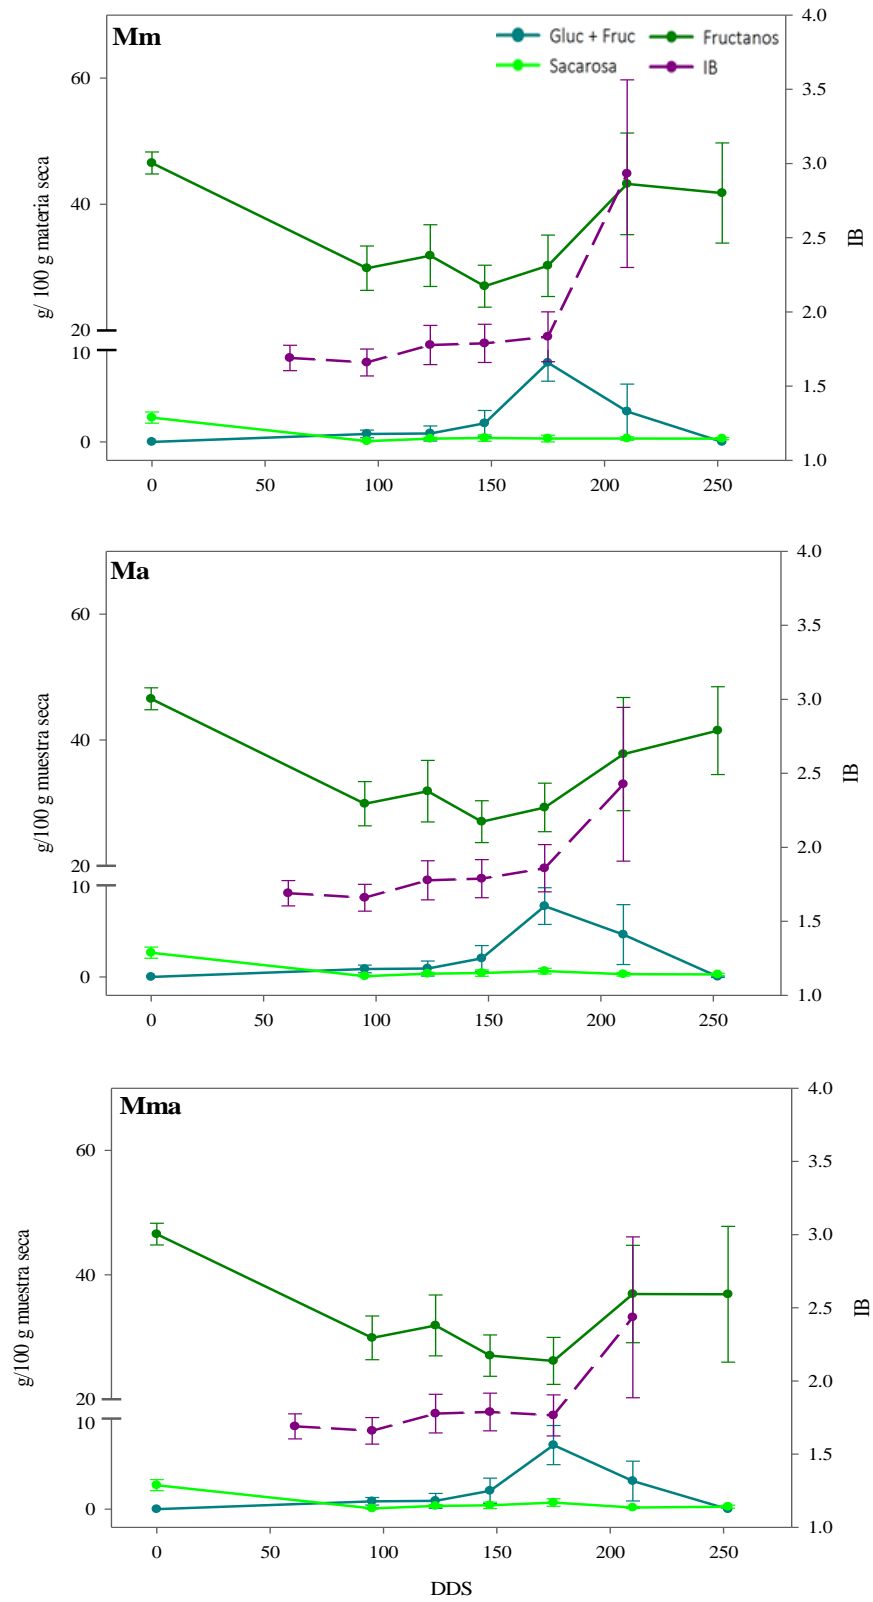 Mm
Gluc + Fruc
Fructanos
Sacarosa
IB
60
40
20
10
0
g/ 100 g materia seca
4.0
3.5
3.0
2.5
2.0
1.5
1.0
IB
0 50 100 150 200 250
Ma
60
40
20
10
0
g/100 g muestra seca
4.0
3.5
3.0
2.5
2.0
1.5
1.0
IB
0 50 100 150 200 250
Mma
60
40
20
10
0
g/100 g muestra seca
4.0
3.5
3.0
2.5
2.0
1.5
1.0
IB
0 50 100 150 200 250
DDS